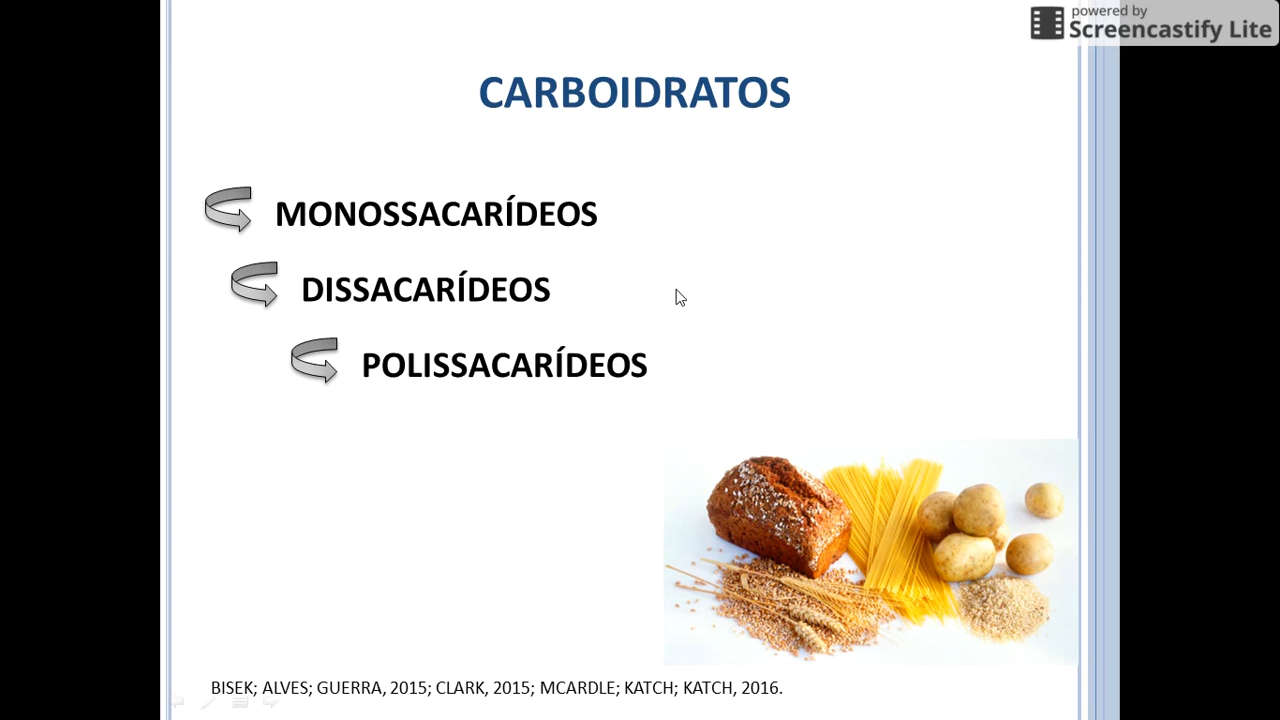 powered by
Screencastify Lite
CARBOIDRATOS
MONOSSACARÍDEOS
DISSACARÍDEOS
POLISSACARÍDEOS
BISEK; ALVES; GUERRA, 2015; CLARK, 2015; MCARDLE; KATCH; KATCH, 2016.